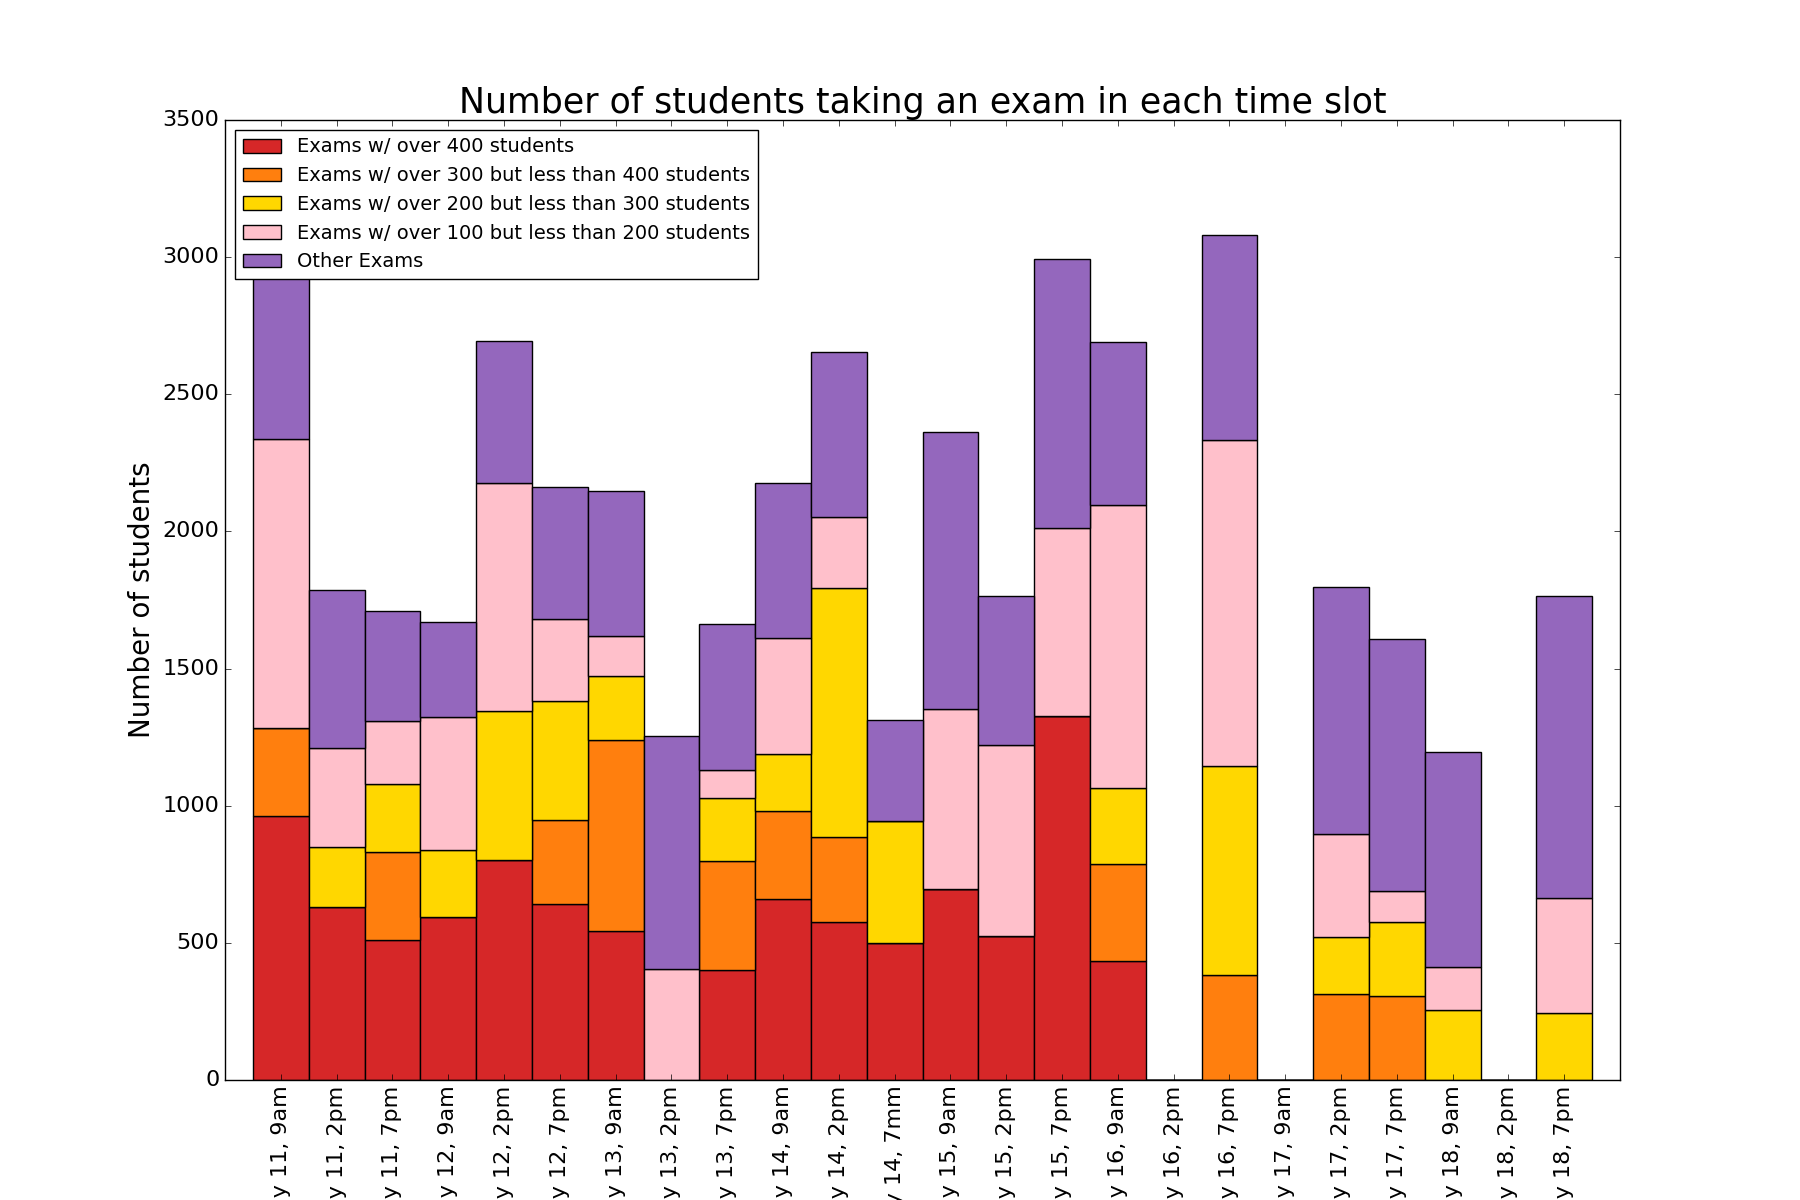 Number of students taking an exam in each time slot
Number of students
3500
3000
2500
2000
1500
1000
500
0
Exams w/ over 400 students
Exams w/ over 300 but less than 400 students
Exams w/ over 200 but less than 300 students
Exams w/ over 100 but less than 200 students
Other Exams
y 11, 9am
y 11, 2pm
y 11, 7pm
y 12, 9am
y 12, 2pm
y 12, 7pm
y 13, 9am
y 13, 2pm
y 13, 7pm
y 14, 9am
y 14, 2pm
y 14, 7mm
y 15, 9am
y 15, 2pm
y 15, 7pm
y 16, 9am
y 16, 2pm
y 16, 7pm
y 17, 9am
y 17, 2pm
y 17, 7pm
y 18, 9am
y 18, 2pm
y 18, 7pm